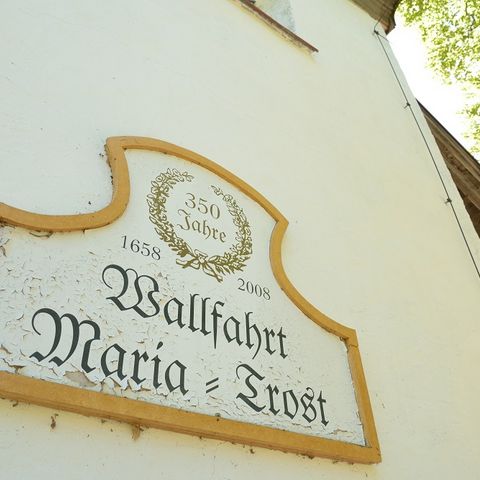 350
Jahre
1658 2008
Wallfahrt
Maria = Trost